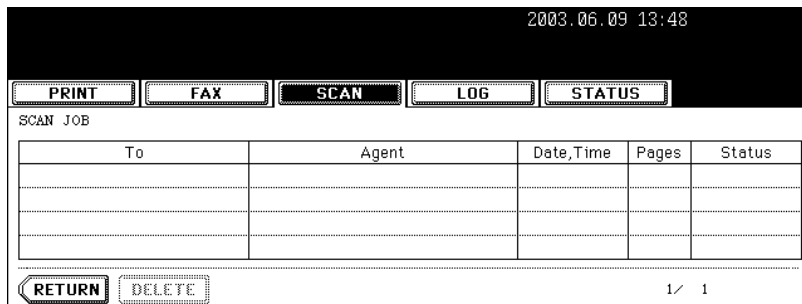 2003.06.09 13:48
PRINT FAX SCAN LOG STATUS
SCAN JOB
To Agent Date,Time Pages Status
RETURN DELETE 1/ 1